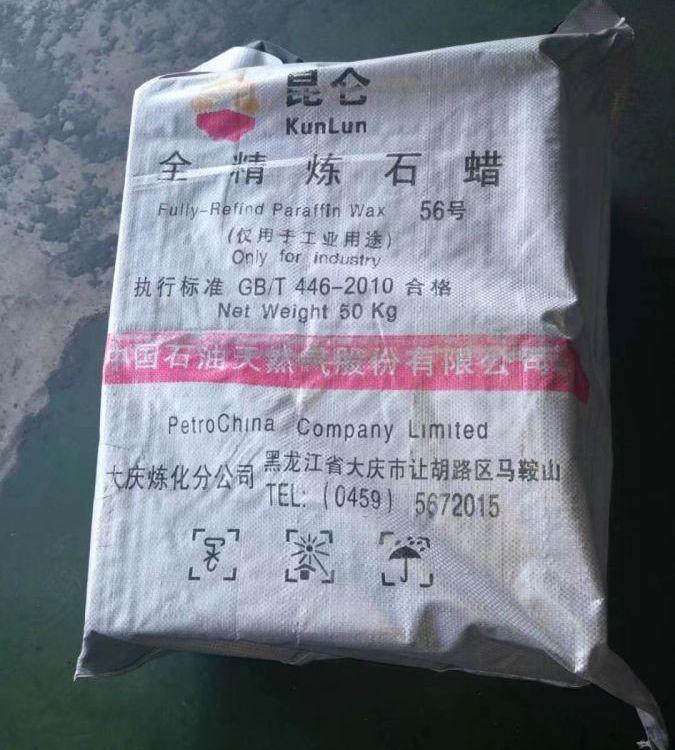 昆仑
KunLun
全精炼石蜡
Fully-Refind Paraffin Wax 56号
(仅用于工业用途)
Only for industry
执行标准 GB/T 446-2010 合格
Net Weight 50 Kg
中国石油天然气股份有限公司
PetroChina Company Limited
大庆炼化分公司 黑龙江省大庆市让胡路区马鞍山
TEL: (0459) 5672015